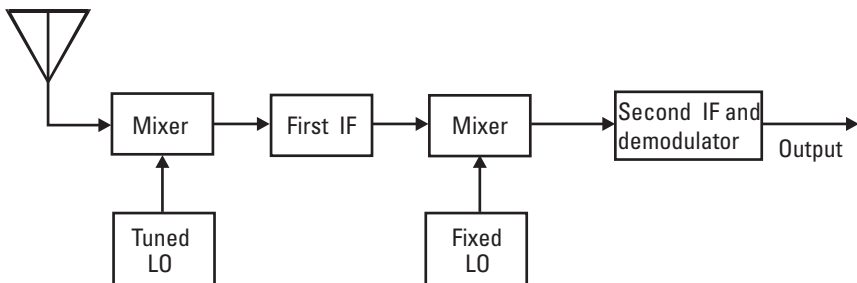 Mixer
First IF
Mixer
Second IF and
demodulator
Output
Tuned
LO
Fixed
LO